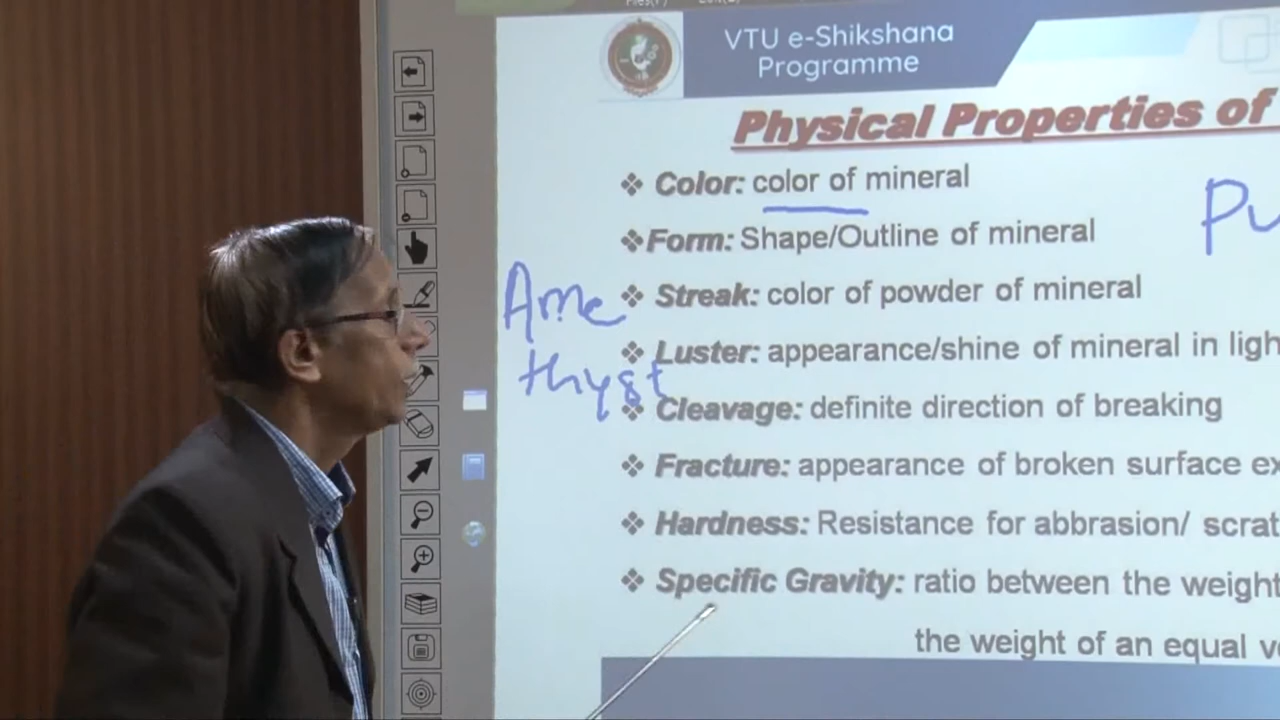 VTU e-Shikshana
Programme
Physical Properties of
❖ Color: color of mineral
Pu
❖ Form: Shape/Outline of mineral
Ame
❖ Streak: color of powder of mineral
❖ Luster: appearance/shine of mineral in ligh
thyst
❖ Cleavage: definite direction of breaking
❖ Fracture: appearance of broken surface ex
❖ Hardness: Resistance for abbrasion/ scrat
❖ Specific Gravity: ratio between the weight
the weight of an equal v